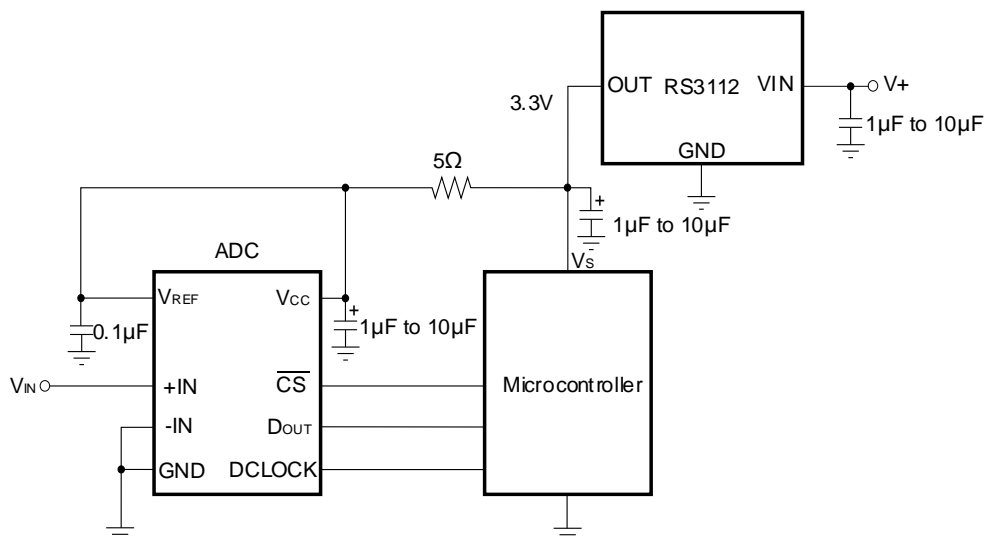 OUT RS3112 VIN V+
3.3V
1µF to 10µF
GND
5Ω
+
1µF to 10µF
ADC
VS
VREF VCC
+
0.1µF 1µF to 10µF
VIN +IN CS Microcontroller
-IN DOUT
GND DCLOCK